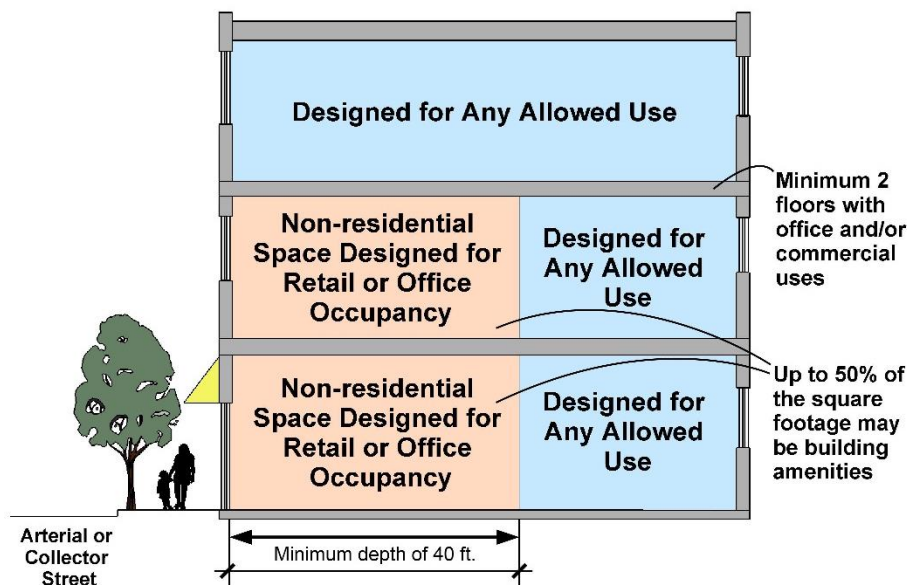 Designed for Any Allowed Use
Minimum 2
floors with
office and/or
commercial
uses
Non-residential
Space Designed for
Retail or Office
Occupancy
Designed for
Any Allowed
Use
Non-residential
Space Designed for
Retail or Office
Occupancy
Designed for
Any Allowed
Use
Up to 50% of
the square
footage may
be building
amenities
Arterial or
Collector
Street
Minimum depth of 40 ft.